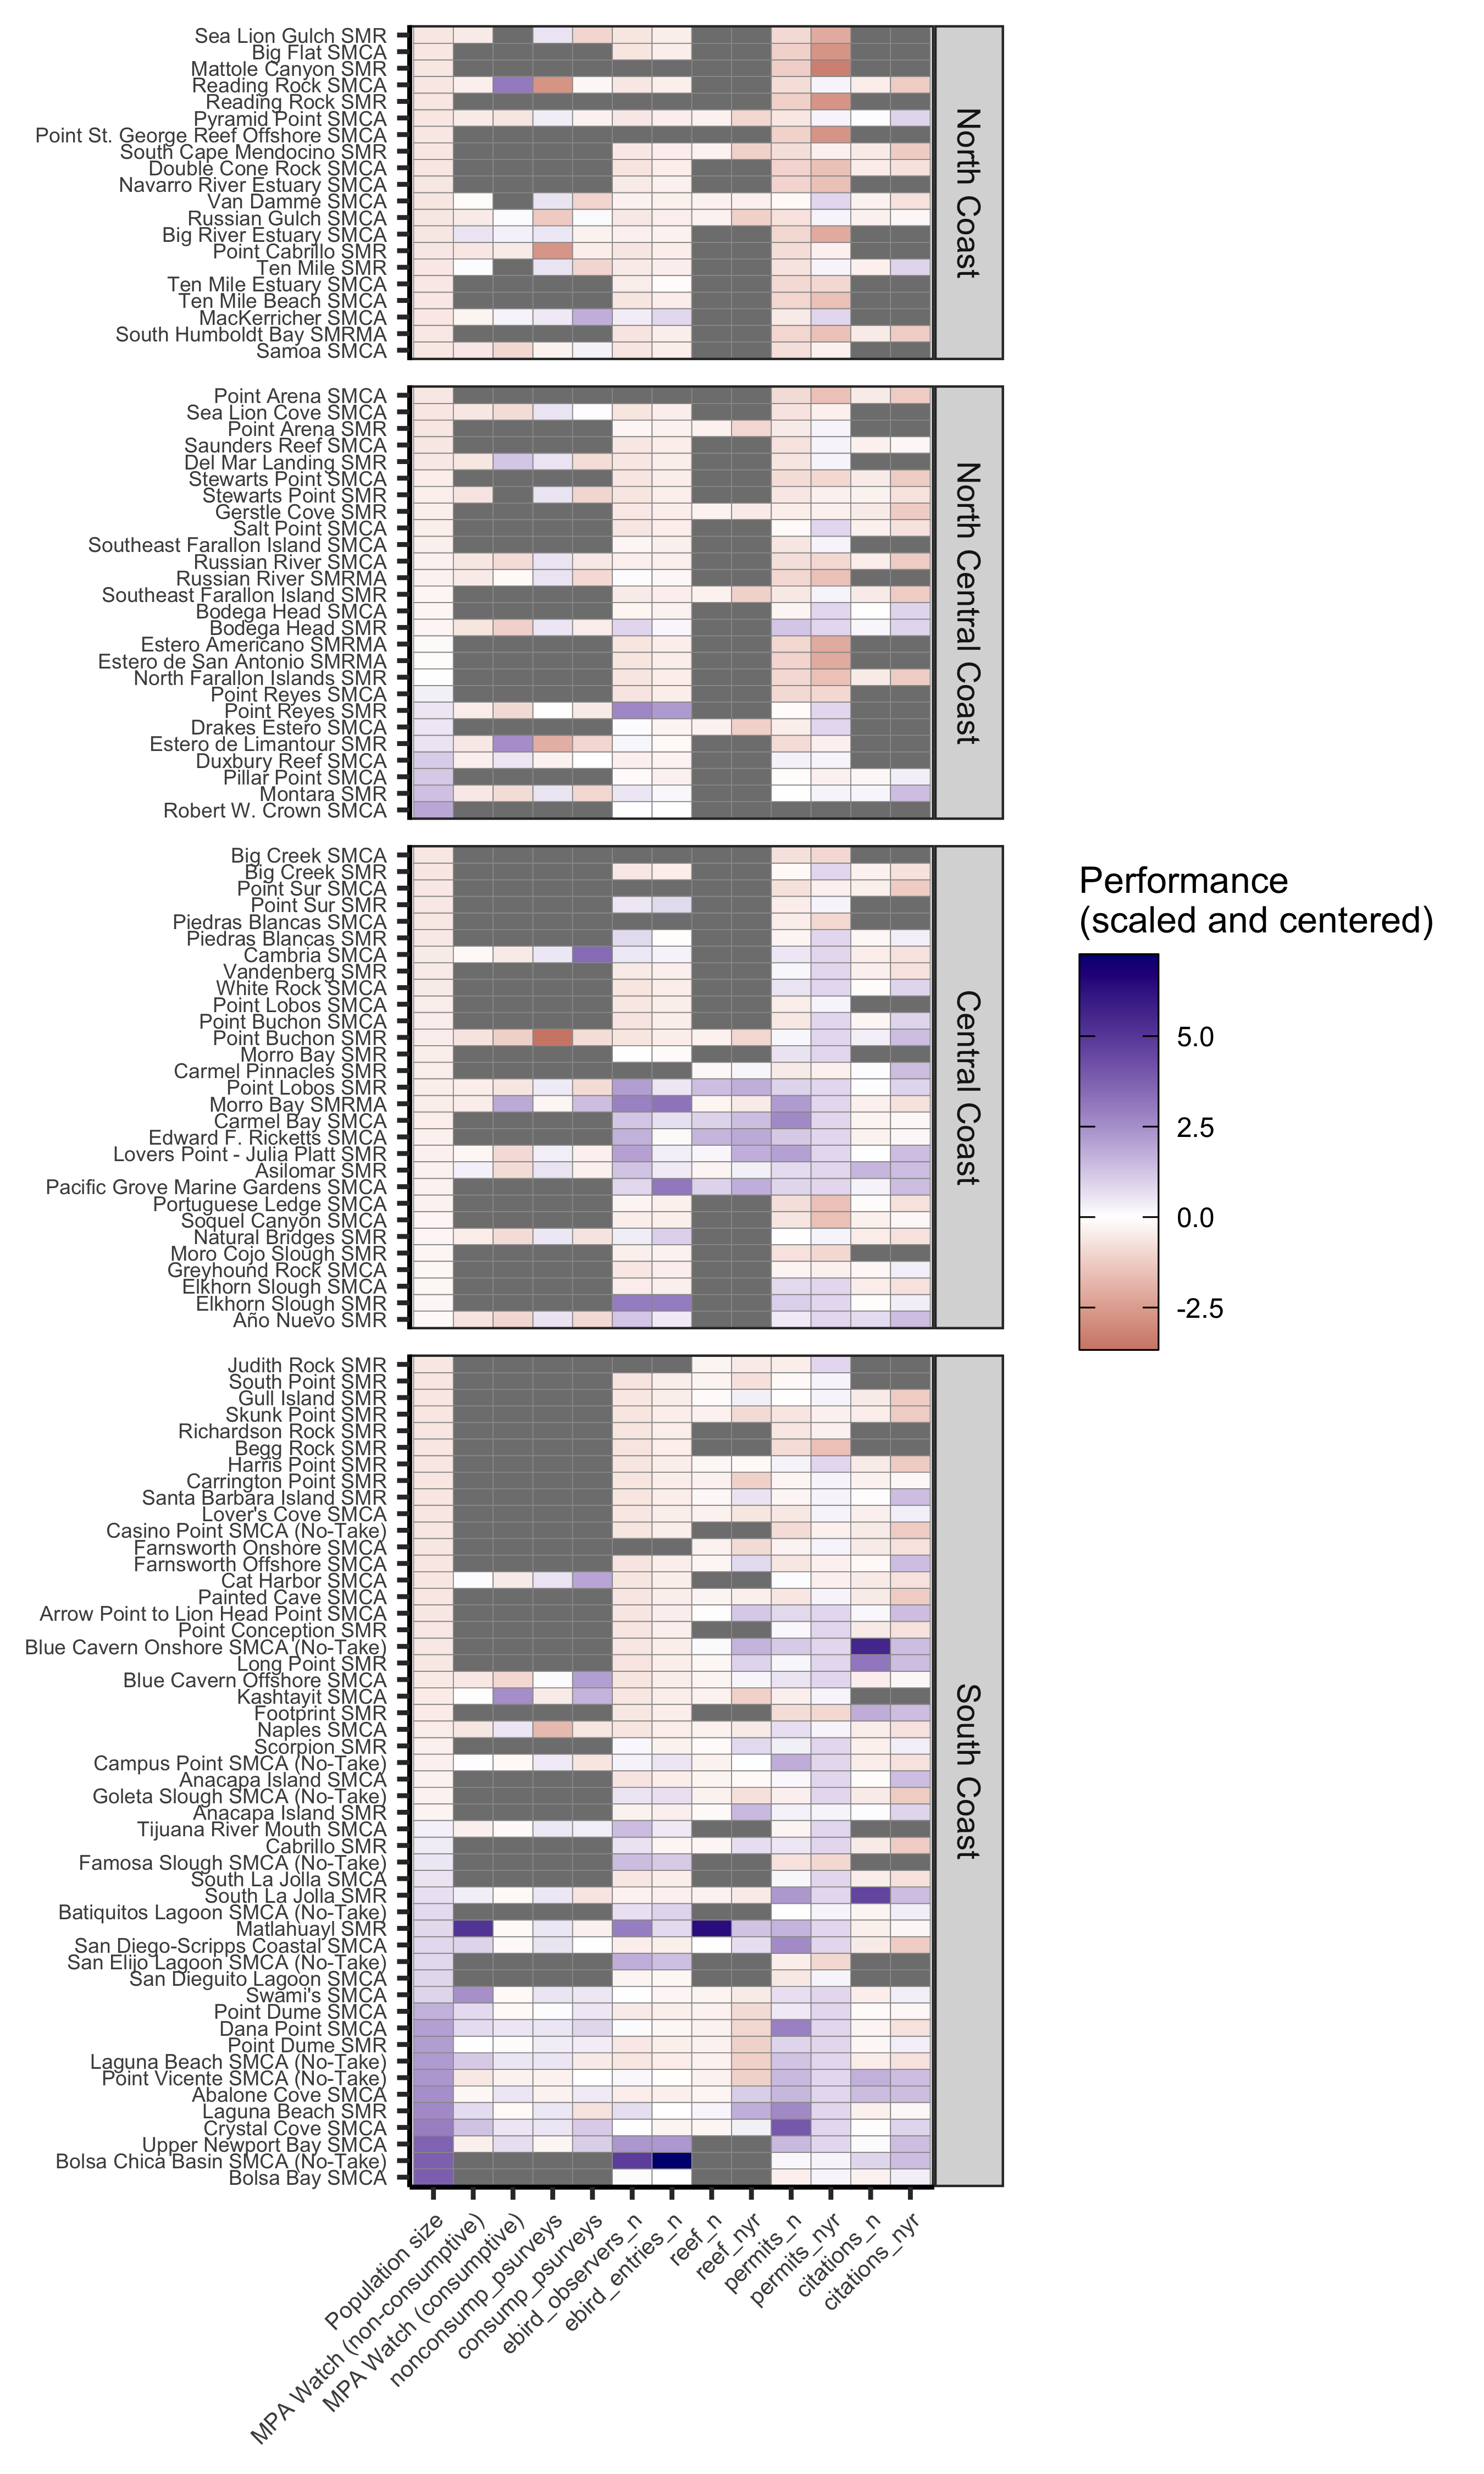 Sea Lion Gulch SMR
Big Flat SMCA
Mattole Canyon SMR
Reading Rock SMCA
Reading Rock SMR
Pyramid Point SMCA
Point St. George Reef Offshore SMCA
South Cape Mendocino SMR
Double Cone Rock SMCA
Navarro River Estuary SMCA
Van Damme SMCA
Russian Gulch SMCA
Big River Estuary SMCA
Point Cabrillo SMR
Ten Mile SMR
Ten Mile Estuary SMCA
Ten Mile Beach SMCA
MacKerricher SMCA
South Humboldt Bay SMRMA
Samoa SMCA
North Coast
Point Arena SMCA
Sea Lion Cove SMCA
Point Arena SMR
Saunders Reef SMCA
Del Mar Landing SMR
Stewarts Point SMCA
Stewarts Point SMR
Gerstle Cove SMR
Salt Point SMCA
Southeast Farallon Island SMCA
Russian River SMCA
Russian River SMRMA
Southeast Farallon Island SMR
Bodega Head SMCA
Bodega Head SMR
Estero Americano SMRMA
Estero de San Antonio SMRMA
North Farallon Islands SMR
Point Reyes SMCA
Point Reyes SMR
Drakes Estero SMCA
Estero de Limantour SMR
Duxbury Reef SMCA
Pillar Point SMCA
Montara SMR
Robert W. Crown SMCA
North Central Coast
Big Creek SMCA
Big Creek SMR
Point Sur SMCA
Point Sur SMR
Piedras Blancas SMCA
Piedras Blancas SMR
Cambria SMCA
Vandenberg SMR
White Rock SMCA
Point Lobos SMCA
Point Buchon SMCA
Point Buchon SMR
Morro Bay SMR
Carmel Pinnacles SMR
Point Lobos SMR
Morro Bay SMRMA
Carmel Bay SMCA
Edward F. Ricketts SMCA
Lovers Point - Julia Platt SMR
Asilomar SMR
Pacific Grove Marine Gardens SMCA
Portuguese Ledge SMCA
Soquel Canyon SMCA
Natural Bridges SMR
Moro Cojo Slough SMR
Greyhound Rock SMCA
Elkhorn Slough SMCA
Elkhorn Slough SMR
Año Nuevo SMR
Central Coast
Judith Rock SMR
South Point SMR
Gull Island SMR
Skunk Point SMR
Richardson Rock SMR
Begg Rock SMR
Harris Point SMR
Carrington Point SMR
Santa Barbara Island SMR
Lover's Cove SMCA
Casino Point SMCA (No-Take)
Farnsworth Onshore SMCA
Farnsworth Offshore SMCA
Cat Harbor SMCA
Painted Cave SMCA
Arrow Point to Lion Head Point SMCA
Point Conception SMR
Blue Cavern Onshore SMCA (No-Take)
Long Point SMR
Blue Cavern Offshore SMCA
Kashtayit SMCA
Footprint SMR
Naples SMCA
Scorpion SMR
Campus Point SMCA (No-Take)
Anacapa Island SMCA
Goleta Slough SMCA (No-Take)
Anacapa Island SMR
Tijuana River Mouth SMCA
Cabrillo SMR
Famosa Slough SMCA (No-Take)
South La Jolla SMCA
South La Jolla SMR
Batiquitos Lagoon SMCA (No-Take)
Matlahuayl SMR
San Diego-Scripps Coastal SMCA
San Elijo Lagoon SMCA (No-Take)
San Dieguito Lagoon SMCA
Swami's SMCA
Point Dume SMCA
Dana Point SMCA
Point Dume SMR
Laguna Beach SMCA (No-Take)
Point Vicente SMCA (No-Take)
Abalone Cove SMCA
Laguna Beach SMR
Crystal Cove SMCA
Upper Newport Bay SMCA
Bolsa Chica Basin SMCA (No-Take)
Bolsa Bay SMCA
South Coast
Population size
MPA Watch (non-consumptive)
MPA Watch (consumptive)
nonconsump_psurveys
consump_psurveys
ebird_observers_n
ebird_entries_n
reef_n
reef_nyr
permits_n
permits_nyr
citations_n
citations_nyr
Performance
(scaled and centered)
5.0
2.5
0.0
-2.5